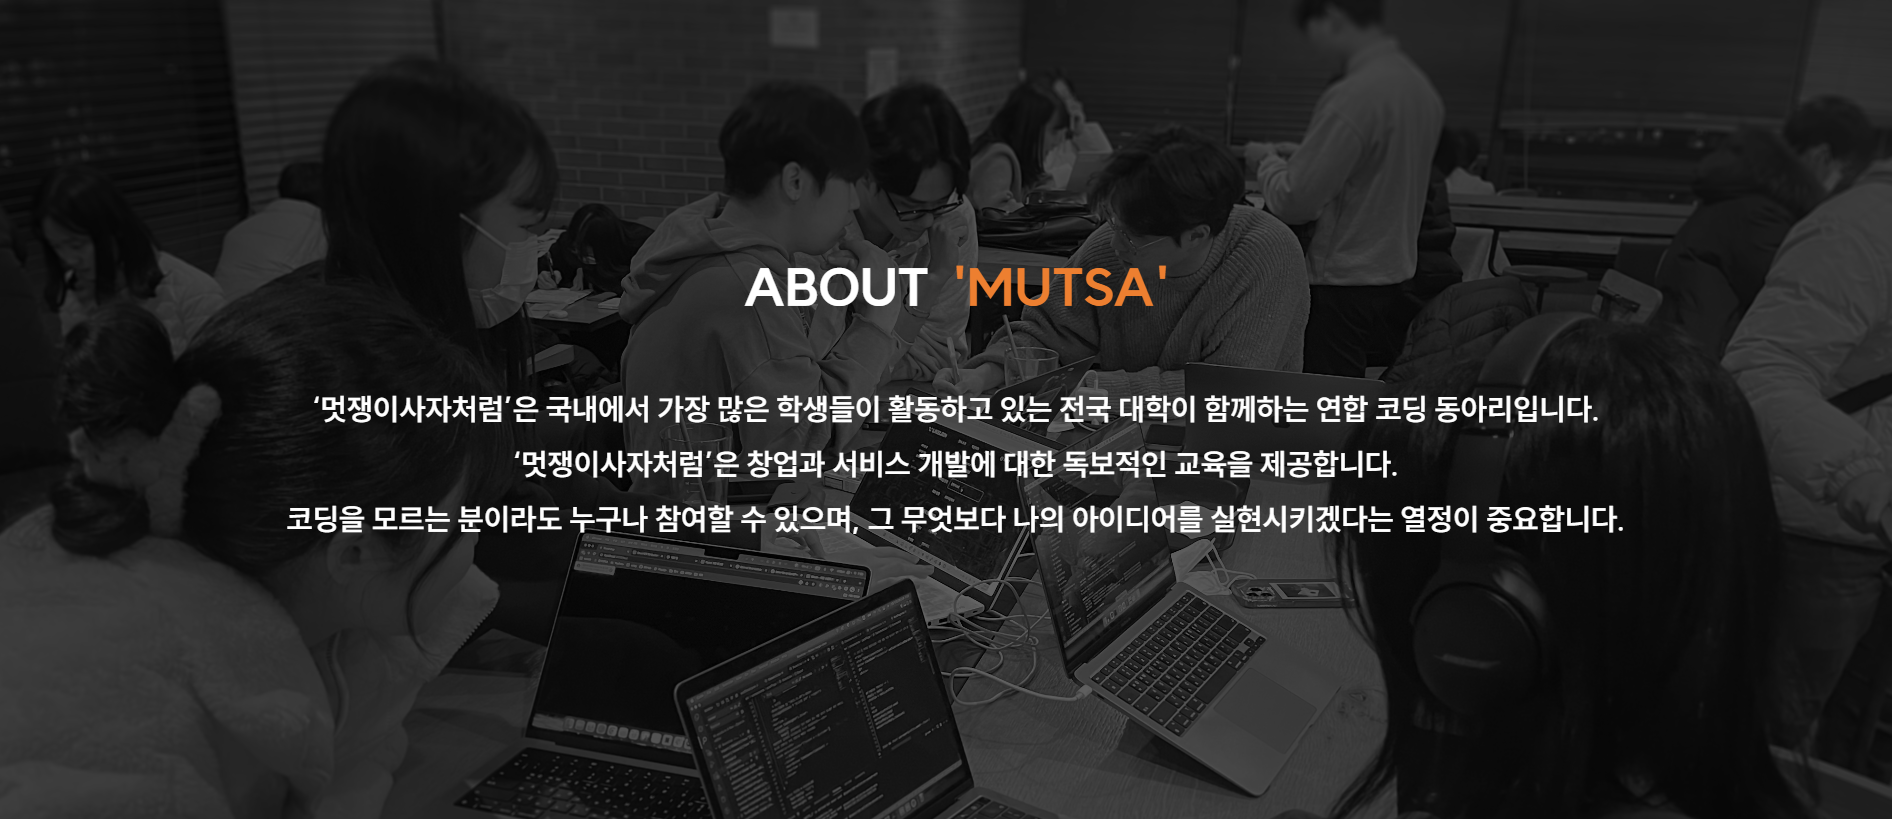 ABOUT 'MUTSA'
‘멋쟁이사자처럼’은 국내에서 가장 많은 학생들이 활동하고 있는 전국 대학이 함께하는 연합 코딩 동아리입니다.
‘멋쟁이사자처럼’은 창업과 서비스 개발에 대한 독보적인 교육을 제공합니다.
코딩을 모르는 분이라도 누구나 참여할 수 있으며, 그 무엇보다 나의 아이디어를 실현시키겠다는 열정이 중요합니다.